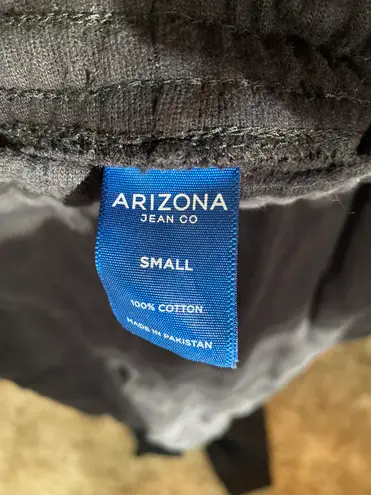 ARIZONA
JEAN CO
SMALL
100% COTTON
MADE IN PAKISTAN